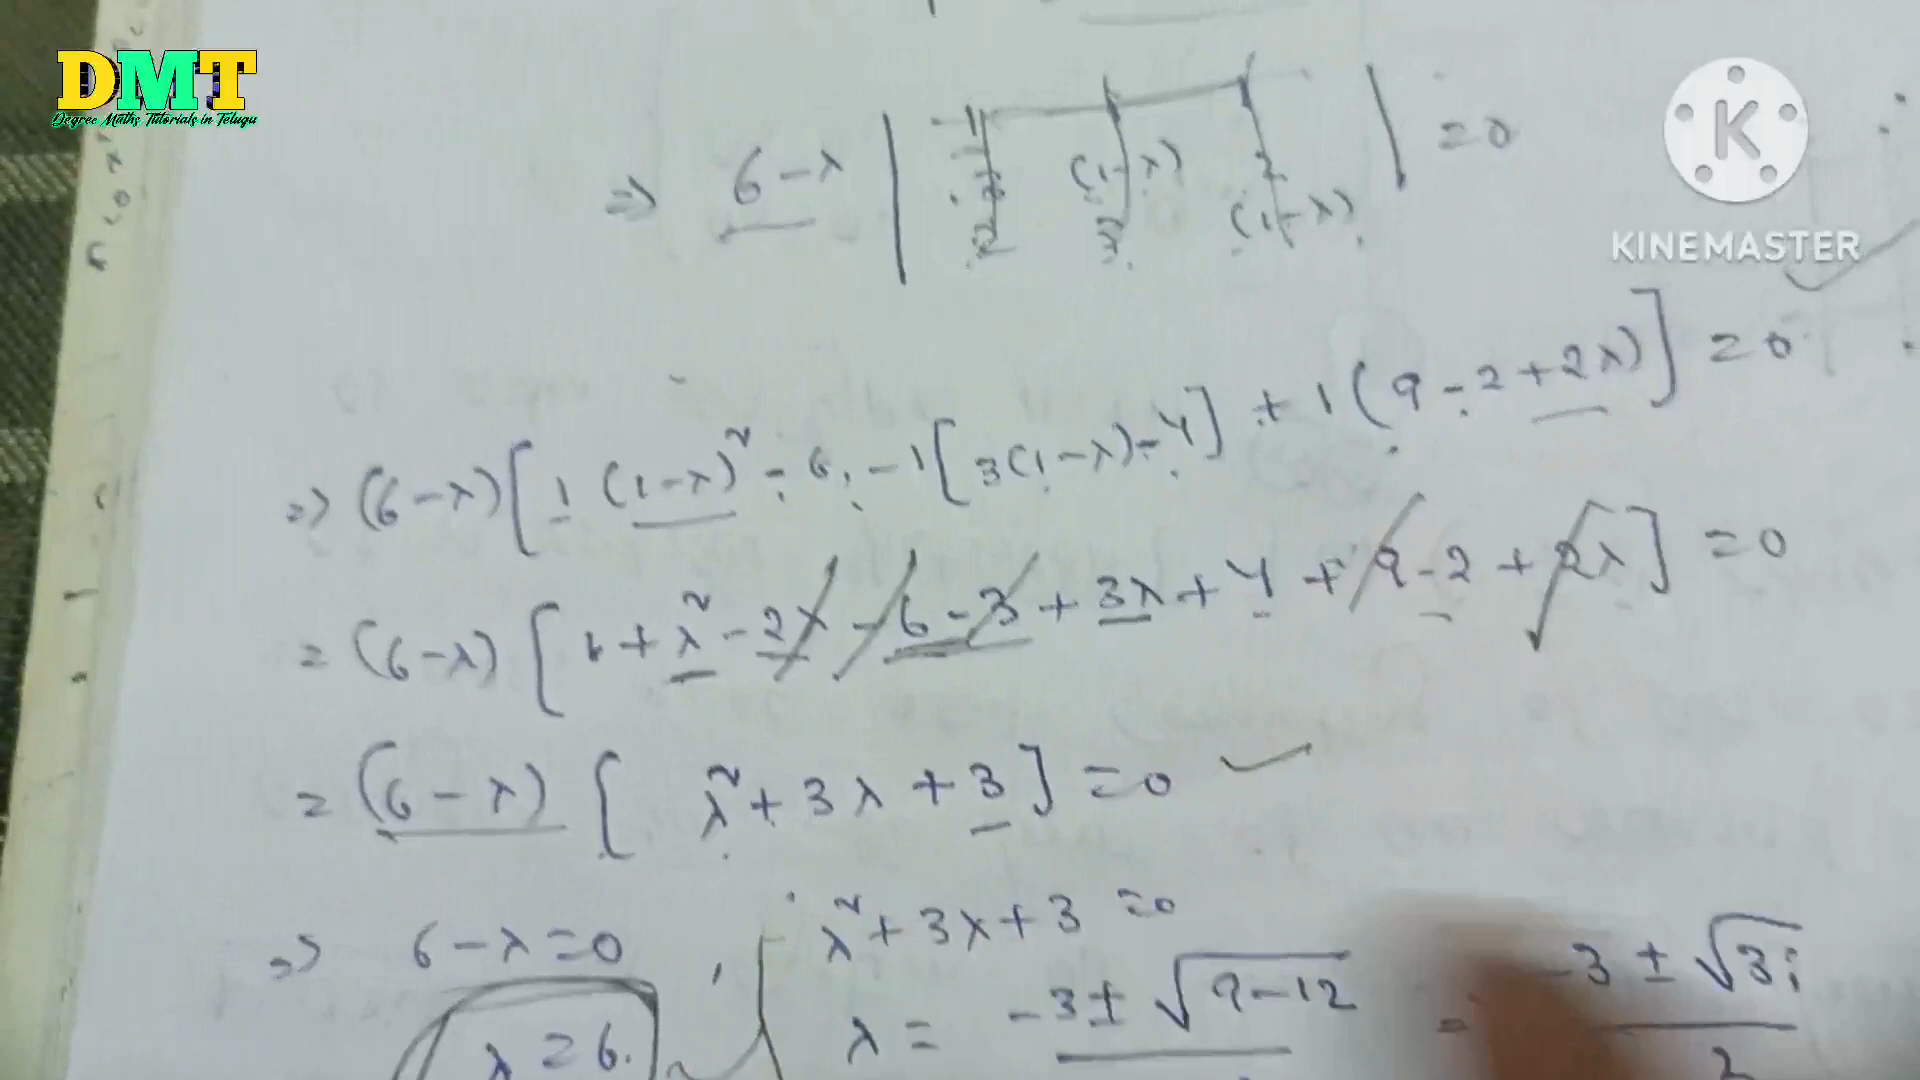 DMT
Degree Maths Tutorials in Telugu
K
KINEMASTER
⇒ 6-λ | 1 1 1
(1-λ) 2
2 3 (1-λ) | = 0
⇒ (6-λ)[1 (1-λ)² - 6, -1[3(1-λ)-4] + 1(9-2+2λ)] = 0
= (6-λ)[1+λ²-2λ-6-3+3λ+4+9-2+2λ] = 0
= (6-λ)[λ²+3λ+3] = 0 ✓
⇒ 6-λ=0, λ²+3λ+3 = 0
λ = 6. λ = -3± √9-12 = -3 ± √3i
2